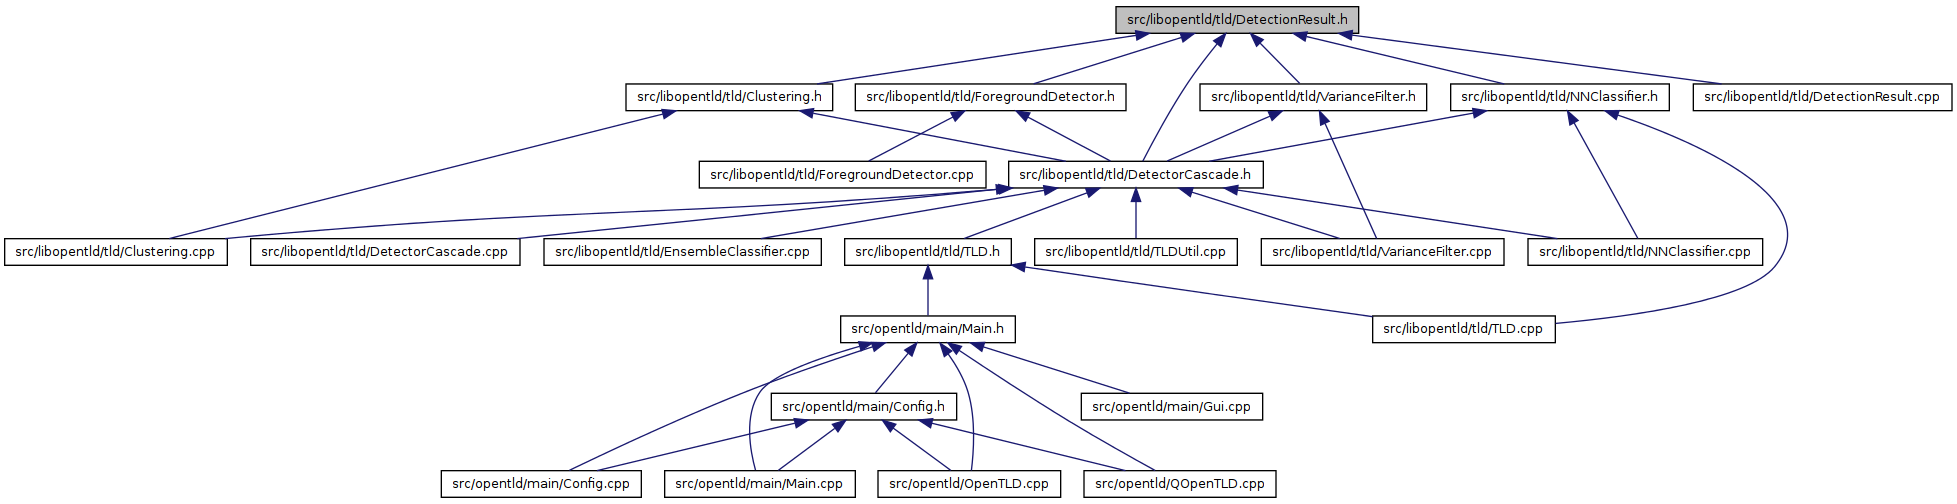 src/libopentld/tld/DetectionResult.h
src/libopentld/tld/Clustering.h
src/libopentld/tld/ForegroundDetector.h
src/libopentld/tld/VarianceFilter.h
src/libopentld/tld/NNClassifier.h
src/libopentld/tld/DetectionResult.cpp
src/libopentld/tld/ForegroundDetector.cpp
src/libopentld/tld/DetectorCascade.h
src/libopentld/tld/Clustering.cpp
src/libopentld/tld/DetectorCascade.cpp
src/libopentld/tld/EnsembleClassifier.cpp
src/libopentld/tld/TLD.h
src/libopentld/tld/TLDUtil.cpp
src/libopentld/tld/VarianceFilter.cpp
src/libopentld/tld/NNClassifier.cpp
src/opentld/main/Main.h
src/libopentld/tld/TLD.cpp
src/opentld/main/Config.h
src/opentld/main/Gui.cpp
src/opentld/main/Config.cpp
src/opentld/main/Main.cpp
src/opentld/OpenTLD.cpp
src/opentld/QOpenTLD.cpp